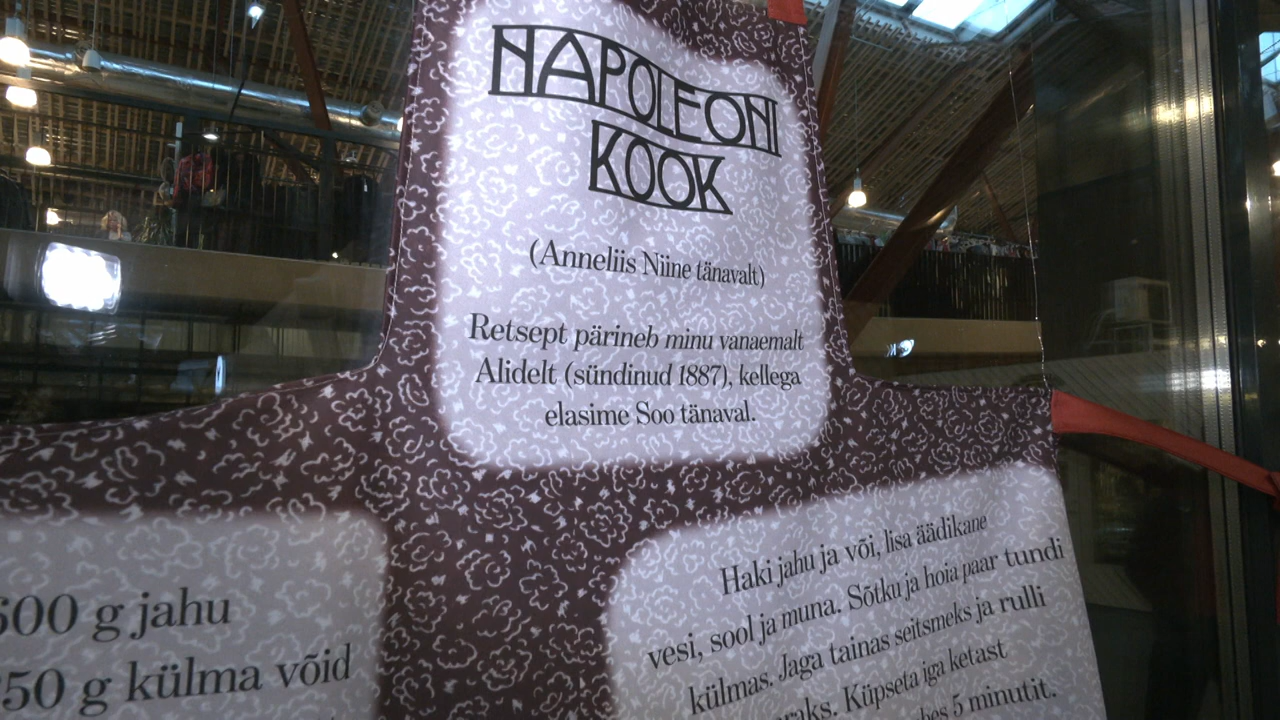 NAPOLEONI
KOOK
(Anneliis Niine tänavalt)
Retsept pärineb minu vanaemalt
Alidelt (sündinud 1887), kellega
elasime Soo tänaval.
g jahu
g külma võid
Haki jahu ja või, lisa äädikane
vesi, sool ja muna. Sõtku ja hoia paar tundi
külmas. Jaga tainas seitsmeks ja rulli
Küpseta iga ketast
5 minutit.